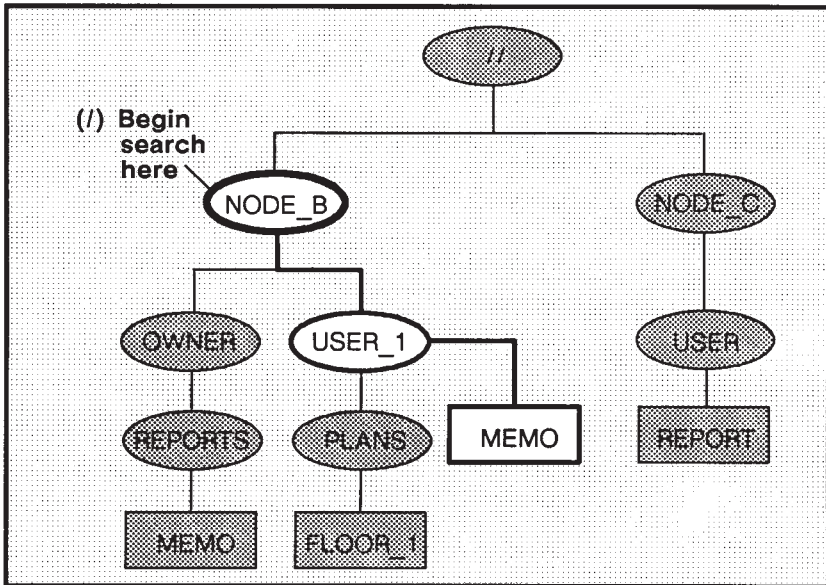 //
(/) Begin
search
here
NODE_B
NODE_C
OWNER
USER_1
USER
REPORTS
PLANS
MEMO
REPORT
MEMO
FLOOR_1